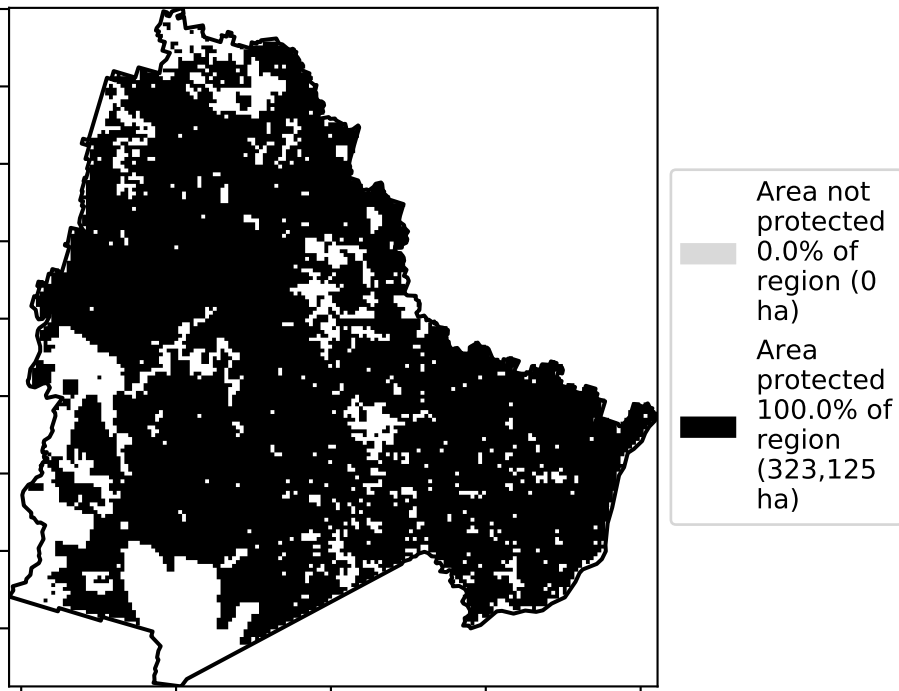 Area not
protected
0.0% of
region (0
ha)
Area
protected
100.0% of
region
(323,125
ha)